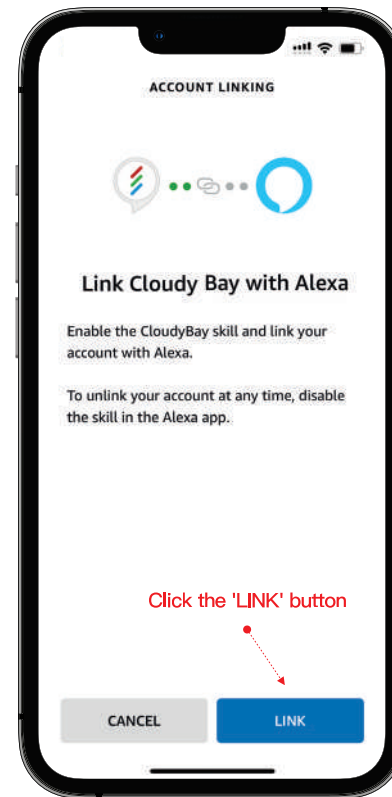 ACCOUNT LINKING
Link Cloudy Bay with Alexa
Enable the CloudyBay skill and link your
account with Alexa.
To unlink your account at any time, disable
the skill in the Alexa app.
Click the 'LINK' button
CANCEL
LINK